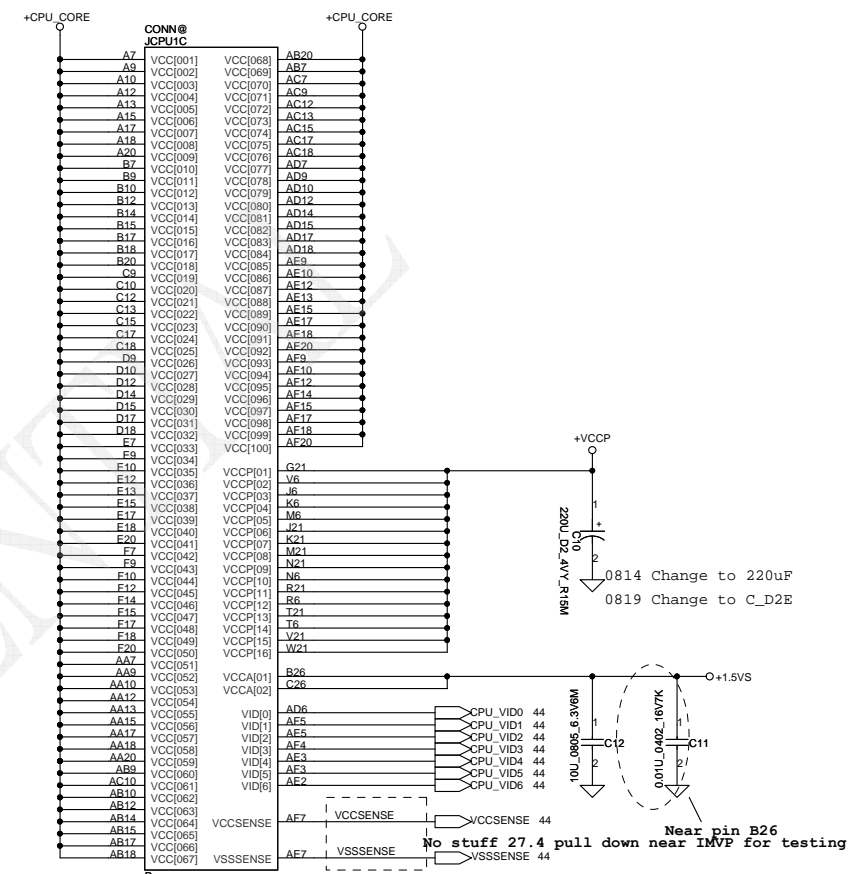 +CPU_CORE +CPU_CORE
CONN@
JCPU1C
A7 VCC[001] VCC[068] AB20
A9 VCC[002] VCC[069] AB7
A10 VCC[003] VCC[070] AC7
A12 VCC[004] VCC[071] AC9
A13 VCC[005] VCC[072] AC12
A15 VCC[006] VCC[073] AC13
A17 VCC[007] VCC[074] AC15
A18 VCC[008] VCC[075] AC17
A20 VCC[009] VCC[076] AC18
B7 VCC[010] VCC[077] AD7
B9 VCC[011] VCC[078] AD9
B10 VCC[012] VCC[079] AD10
B12 VCC[013] VCC[080] AD12
B14 VCC[014] VCC[081] AD14
B15 VCC[015] VCC[082] AD15
B17 VCC[016] VCC[083] AD17
B18 VCC[017] VCC[084] AD18
B20 VCC[018] VCC[085] AE9
C9 VCC[019] VCC[086] AE10
C10 VCC[020] VCC[087] AE12
C12 VCC[021] VCC[088] AE13
C13 VCC[022] VCC[089] AE15
C15 VCC[023] VCC[090] AE17
C17 VCC[024] VCC[091] AE18
C18 VCC[025] VCC[092] AE20
D9 VCC[026] VCC[093] AF9
D10 VCC[027] VCC[094] AF10
D12 VCC[028] VCC[095] AF12
D14 VCC[029] VCC[096] AF14
D15 VCC[030] VCC[097] AF15
D17 VCC[031] VCC[098] AF17
D18 VCC[032] VCC[099] AF18
E7 VCC[033] VCC[100] AF20
E9 VCC[034]
E10 VCC[035] VCCP[01] G21
E12 VCC[036] VCCP[02] V6
E13 VCC[037] VCCP[03] J6
E15 VCC[038] VCCP[04] K6
E17 VCC[039] VCCP[05] M6
E18 VCC[040] VCCP[06] J21
E20 VCC[041] VCCP[07] K21
F7 VCC[042] VCCP[08] M21
F9 VCC[043] VCCP[09] N21
F10 VCC[044] VCCP[10] N6
F12 VCC[045] VCCP[11] R21
F14 VCC[046] VCCP[12] R6
F15 VCC[047] VCCP[13] T21
F17 VCC[048] VCCP[14] T6
F18 VCC[049] VCCP[15] V21
F20 VCC[050] VCCP[16] W21
AA7 VCC[051]
AA9 VCC[052] VCCA[01] B26
AA10 VCC[053] VCCA[02] C26
AA12 VCC[054]
AA13 VCC[055] VID[0] AD6 CPU_VID0 44
AA15 VCC[056] VID[1] AF5 CPU_VID1 44
AA17 VCC[057] VID[2] AE5 CPU_VID2 44
AA18 VCC[058] VID[3] AF4 CPU_VID3 44
AA20 VCC[059] VID[4] AE3 CPU_VID4 44
AB9 VCC[060] VID[5] AF3 CPU_VID5 44
AC10 VCC[061] VID[6] AE2 CPU_VID6 44
AB10 VCC[062]
AB12 VCC[063]
AB14 VCC[064] VCCSENSE AF7 VCCSENSE VCCSENSE 44
AB15 VCC[065]
AB17 VCC[066]
AB18 VCC[067] VSSSENSE AE7 VSSSENSE VSSSENSE 44
+VCCP
1
+
C10
220U_D2_4VY_R15M
2
0814 Change to 220uF
0819 Change to C_D2E
+1.5VS
1
C12
10U_0805_6.3V6M
2
1
C11
0.01U_0402_16V7K
2
Near pin B26
No stuff 27.4 pull down near IMVP for testing